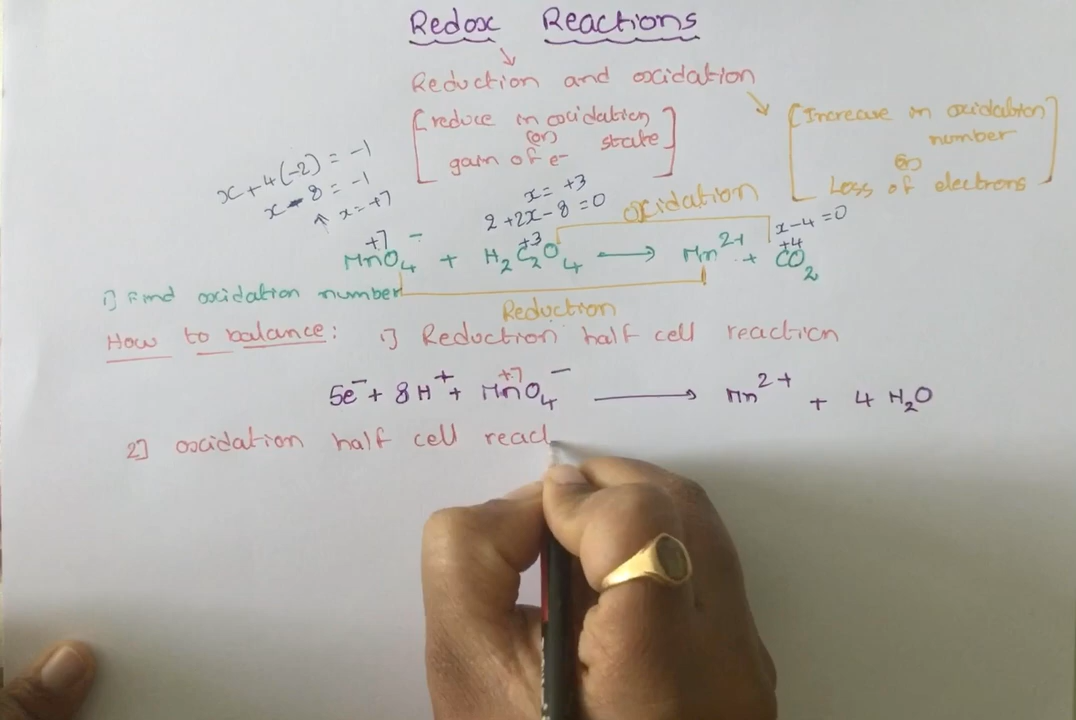 Redox Reactions
Reduction and oxidation
[reduce in oxidation
(or) state]
gain of e-
[Increase in oxidation
number
(or)
Loss of electrons]
x+4(-2) = -1
x-8 = -1
↑ x=+7
x= +3
2+2x-8=0
oxidation
x-4=0
+7 +3 +4
MnO4- + H2C2O4 → Mn2+ + CO2
1) Find oxidation number
Reduction
How to balance: 1) Reduction half cell reaction
+7
5e- + 8H+ + MnO4- → Mn2+ + 4 H2O
2] oxidation half cell react